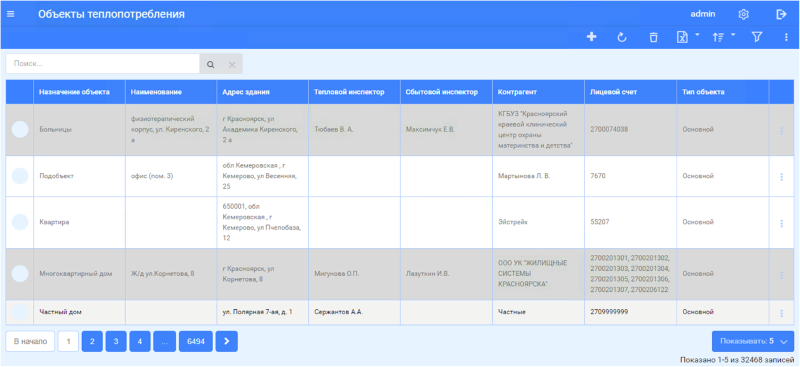 Объекты теплопотребления
admin
Поиск...
Назначение объекта Наименование Адрес здания Тепловой инспектор Сбытовой инспектор Контрагент Лицевой счет Тип объекта
Больницы
физиотерапевтический
корпус, ул. Киренского, 2
а
г Красноярск, ул
Академика Киренского,
2 а
Тюбаев В. А.
Максимчук Е.В.
КГБУЗ "Красноярский
краевой клинический
центр охраны
материнства и детства"
2700074038
Основной
Подобъект
офис (пом. 3)
обл Кемеровская , г
Кемерово, ул Весенняя,
25
Мартынова Л. В.
7670
Основной
Квартира
650001, обл
Кемеровская , г
Кемерово, ул Пчелобаза,
12
Эйстрейх
55207
Основной
Многоквартирный дом
Ж/д ул.Корнетова, 8
г Красноярск, ул
Корнетова, 8
Мигунова О.П.
Лазуткин И.В.
ООО УК "ЖИЛИЩНЫЕ
СИСТЕМЫ
КРАСНОЯРСКА"
2700201301, 2700201302,
2700201303, 2700201304,
2700201305, 2700201306,
2700201307, 2700206122
Основной
Частный дом
ул. Полярная 7-ая, д. 1
Сержантов А.А.
Частные
2709999999
Основной
В начало 1 2 3 4 ... 6494
Показывать: 5
Показано 1-5 из 32468 записей